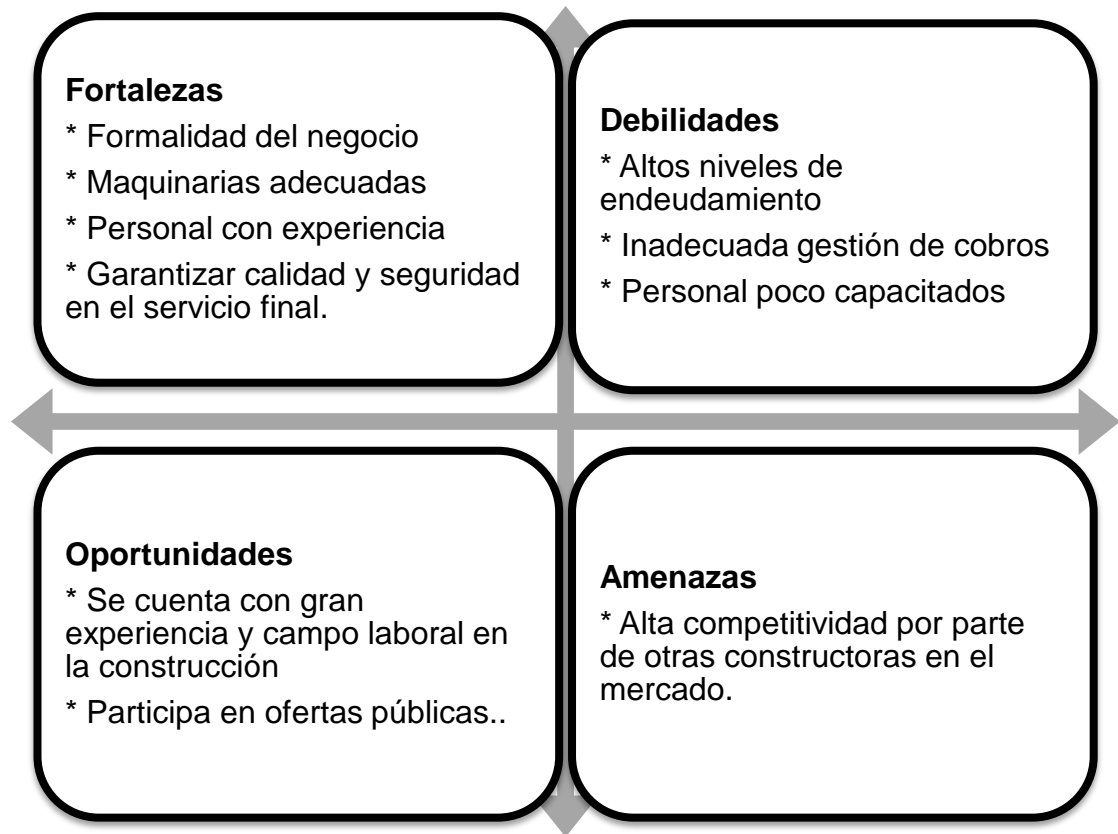 Fortalezas
* Formalidad del negocio
* Maquinarias adecuadas
* Personal con experiencia
* Garantizar calidad y seguridad
en el servicio final.
Debilidades
* Altos niveles de
endeudamiento
* Inadecuada gestión de cobros
* Personal poco capacitados
Oportunidades
* Se cuenta con gran
experiencia y campo laboral en
la construcción
* Participa en ofertas públicas..
Amenazas
* Alta competitividad por parte
de otras constructoras en el
mercado.